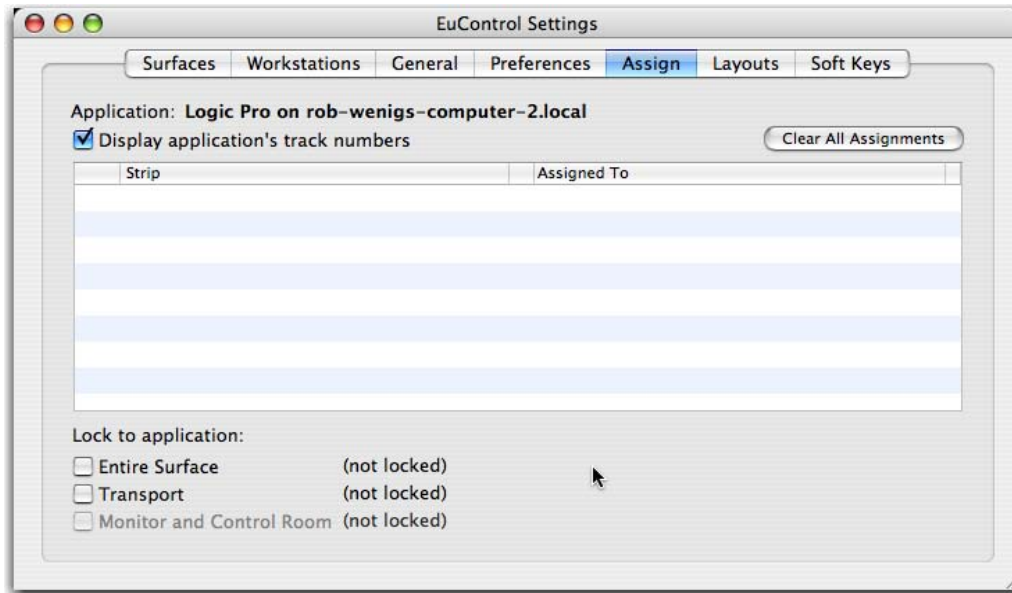 EuControl Settings
Surfaces Workstations General Preferences Assign Layouts Soft Keys
Application: Logic Pro on rob-wenigs-computer-2.local
Display application's track numbers
Clear All Assignments
Strip Assigned To
Lock to application:
Entire Surface (not locked)
Transport (not locked)
Monitor and Control Room (not locked)